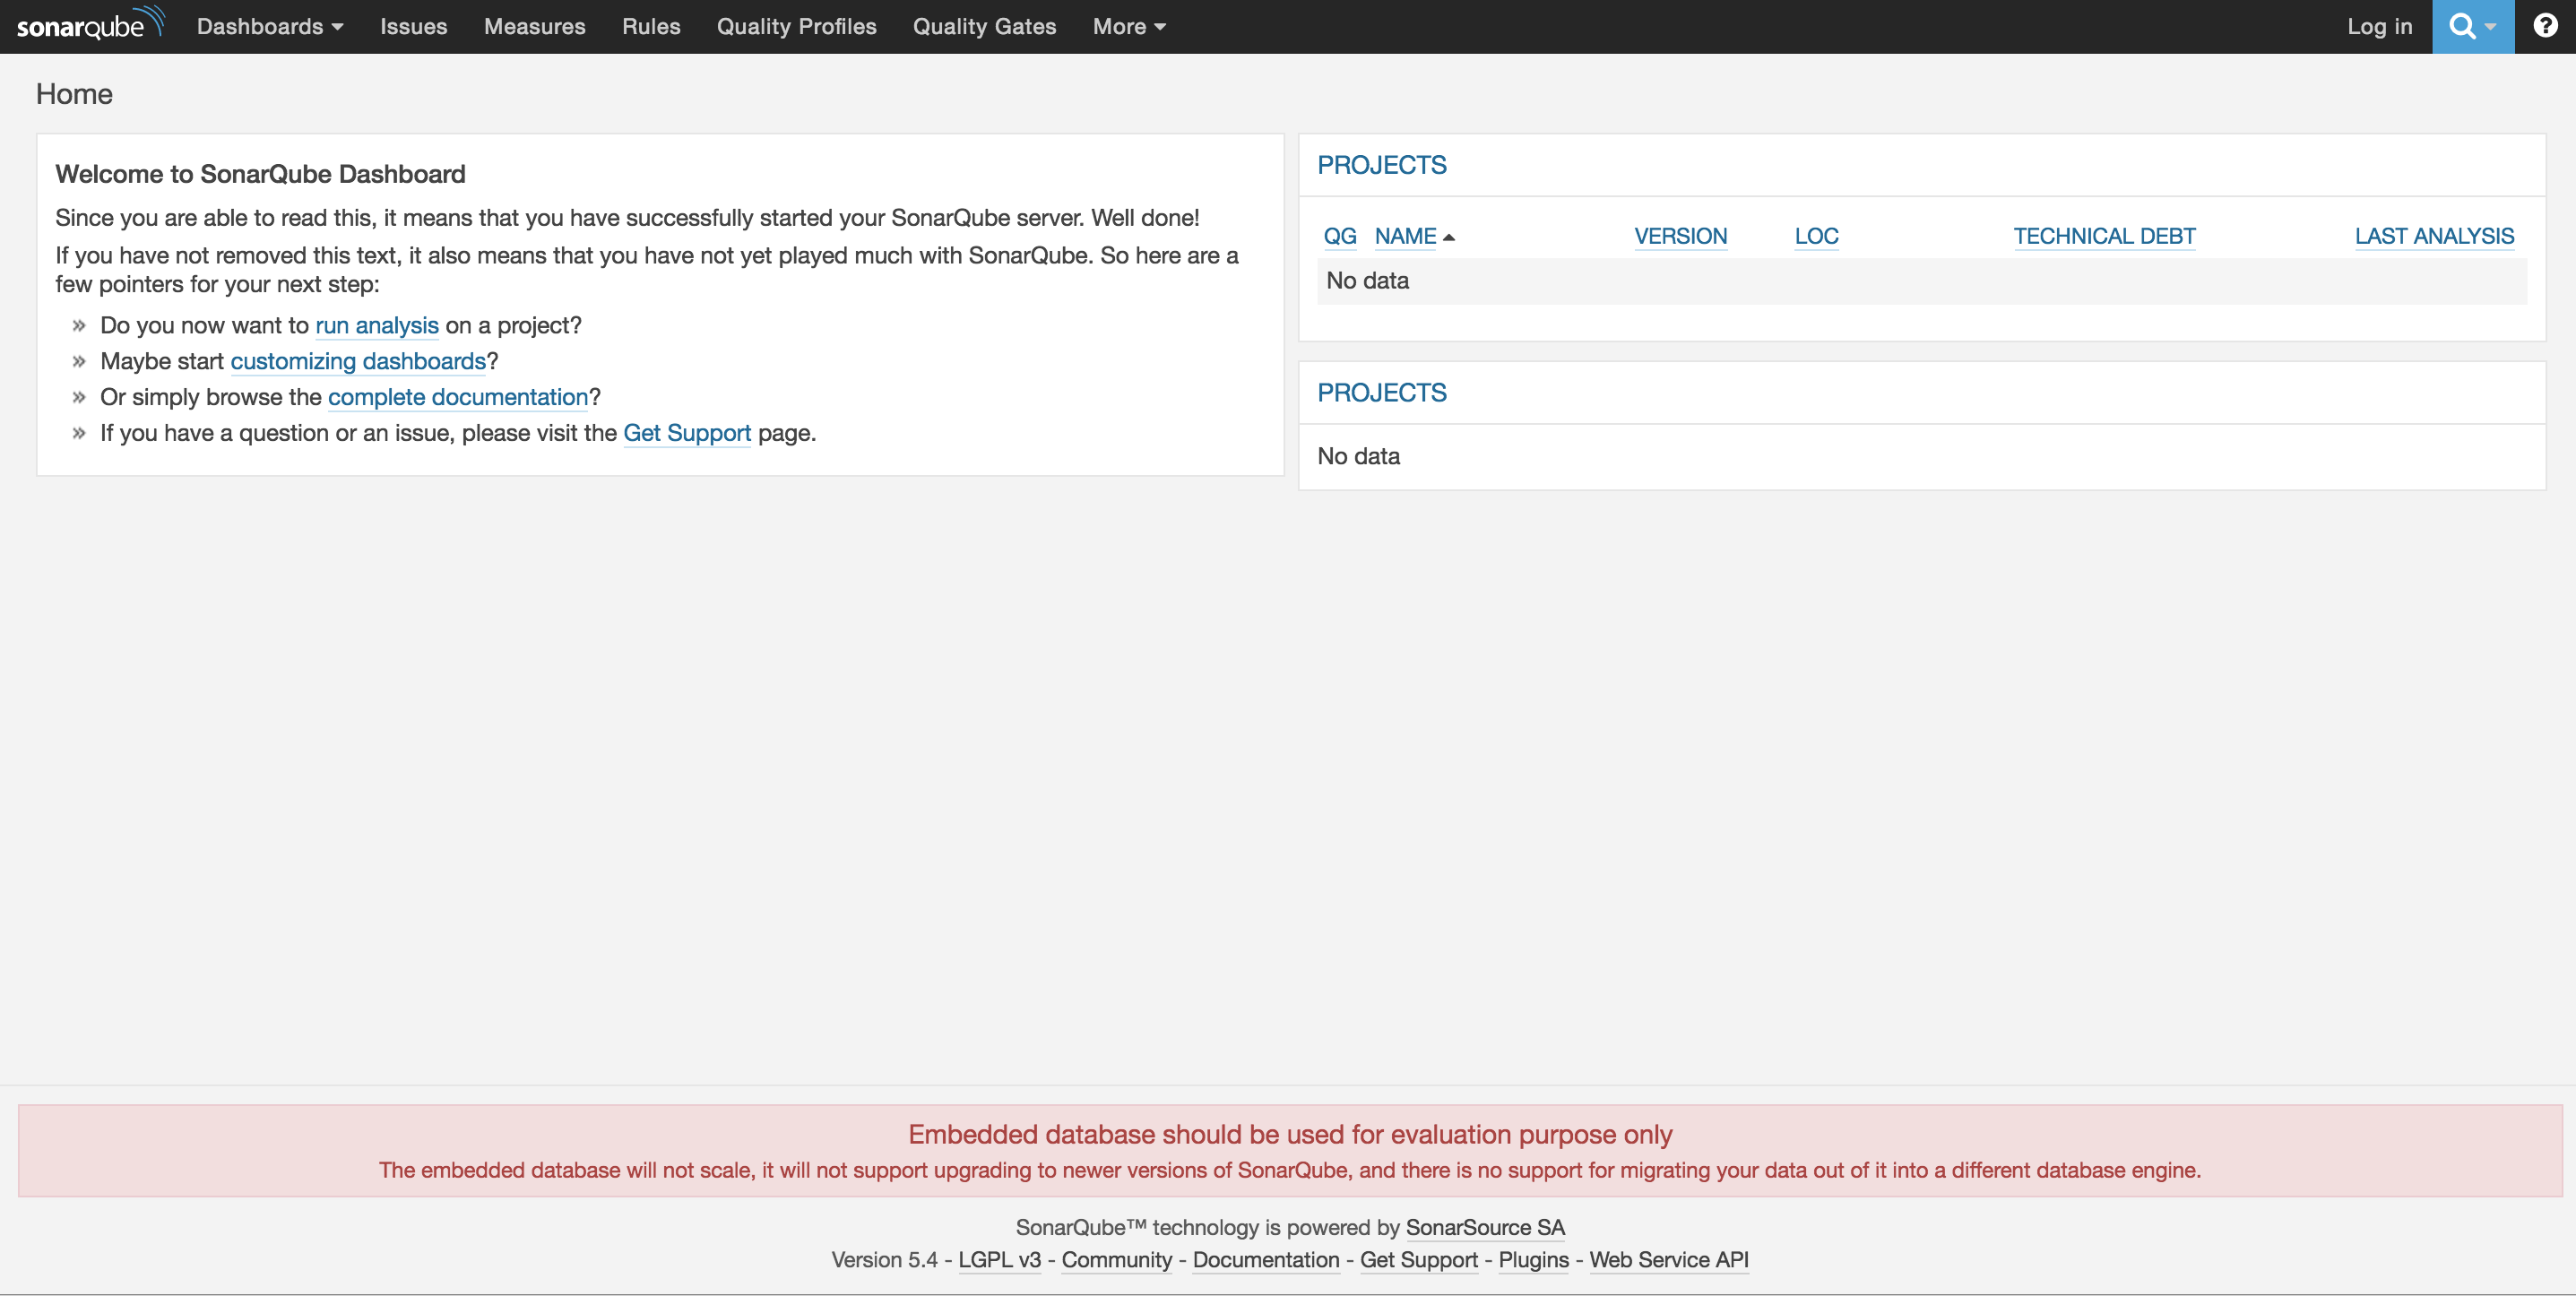 sonarqube Dashboards Issues Measures Rules Quality Profiles Quality Gates More Log in
Home
Welcome to SonarQube Dashboard
Since you are able to read this, it means that you have successfully started your SonarQube server. Well done!
If you have not removed this text, it also means that you have not yet played much with SonarQube. So here are a
few pointers for your next step:
» Do you now want to run analysis on a project?
» Maybe start customizing dashboards?
» Or simply browse the complete documentation?
» If you have a question or an issue, please visit the Get Support page.
PROJECTS
QG NAME VERSION LOC TECHNICAL DEBT LAST ANALYSIS
No data
PROJECTS
No data
Embedded database should be used for evaluation purpose only
The embedded database will not scale, it will not support upgrading to newer versions of SonarQube, and there is no support for migrating your data out of it into a different database engine.
SonarQube™ technology is powered by SonarSource SA
Version 5.4 - LGPL v3 - Community - Documentation - Get Support - Plugins - Web Service API